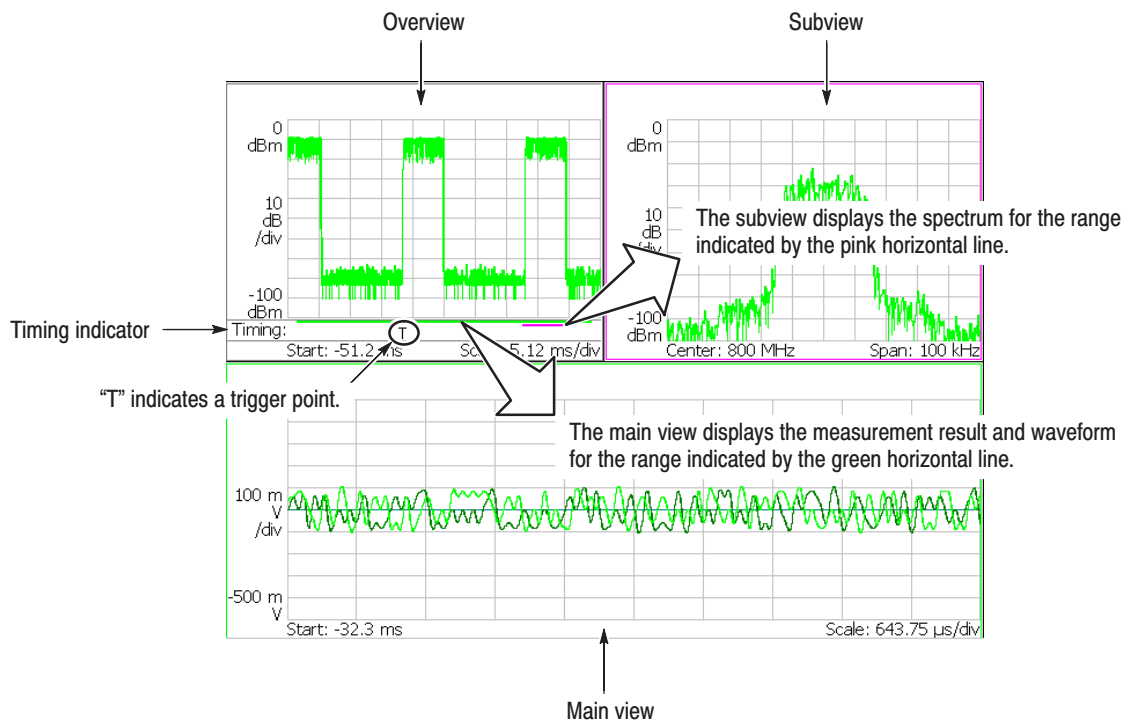 Overview
Subview
0
dBm
10
dB
/div
-100
dBm
Timing:
T
Start: -51.2 ms
5.12 ms/div
0
dBm
10
dB
-100
dBm
Center: 800 MHz
Span: 100 kHz
The subview displays the spectrum for the range
indicated by the pink horizontal line.
Timing indicator
“T” indicates a trigger point.
The main view displays the measurement result and waveform
for the range indicated by the green horizontal line.
100 m
V
/div
-500 m
V
Start: -32.3 ms
Scale: 643.75 µs/div
Main view